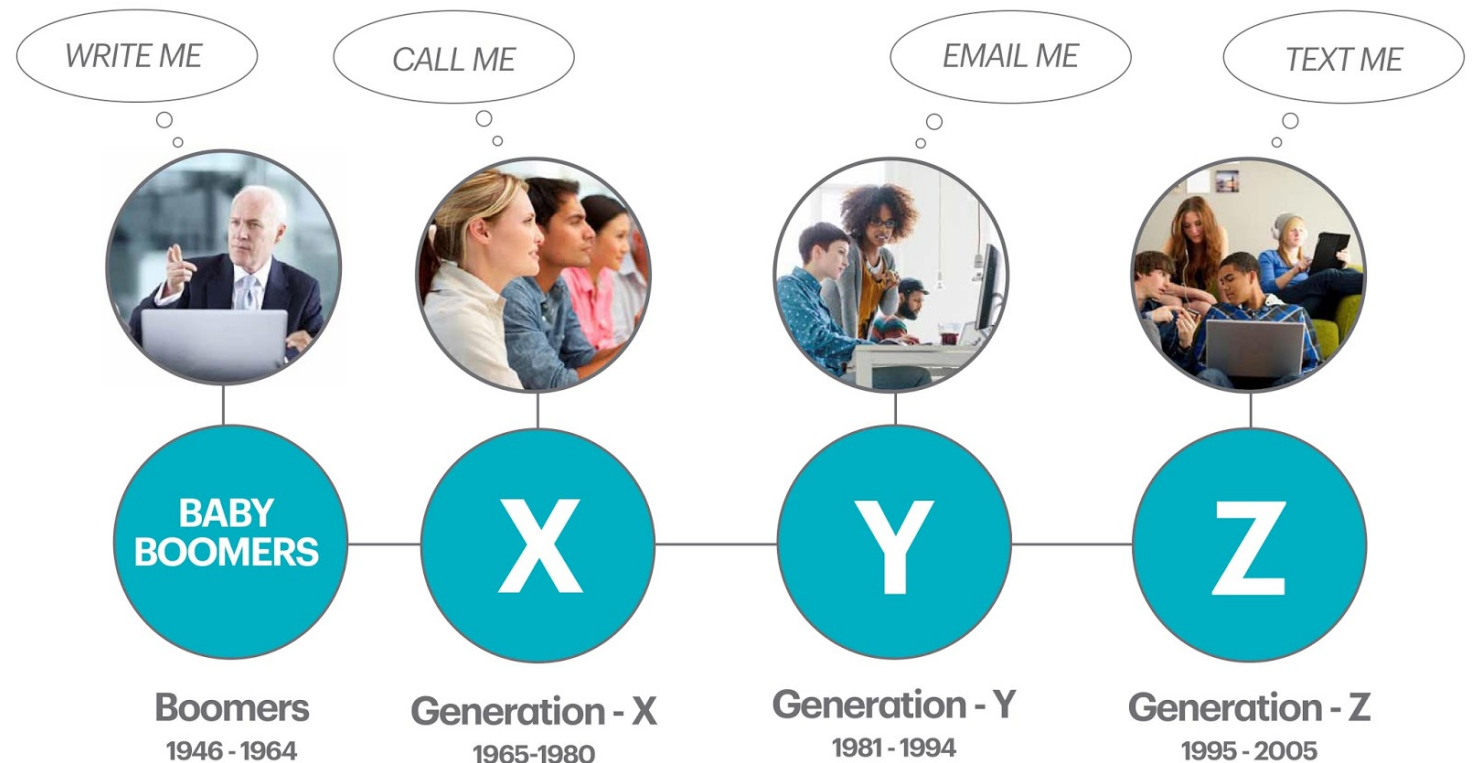 WRITE ME
CALL ME
EMAIL ME
TEXT ME
BABY
BOOMERS
X
Y
Z
Boomers
1946 - 1964
Generation - X
1965-1980
Generation - Y
1981 - 1994
Generation - Z
1995 - 2005